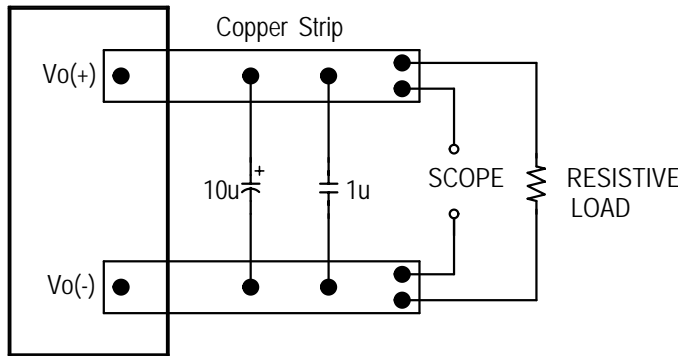 Copper Strip
Vo(+)
+
10u
1u
SCOPE
RESISTIVE
LOAD
Vo(-)